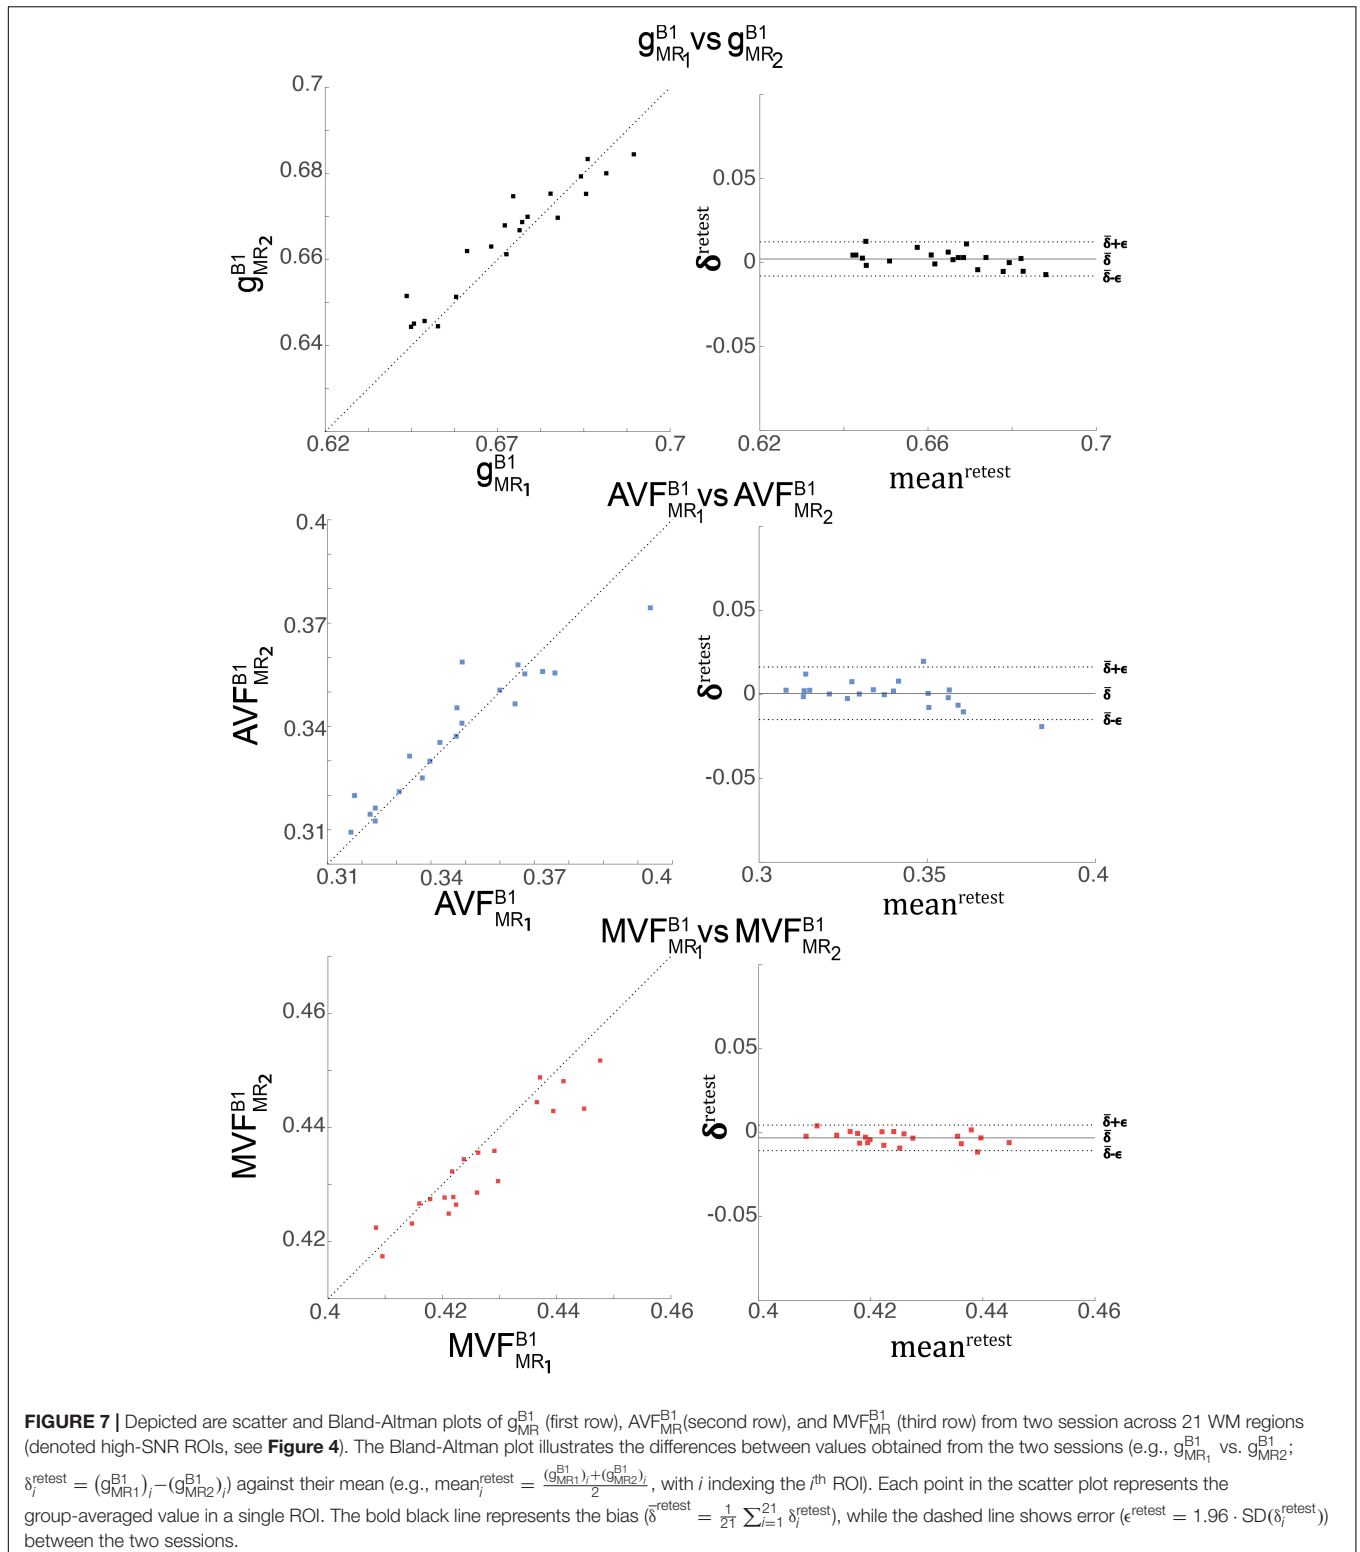 g^B1_MR1 vs g^B1_MR2
0.7
0.68
0.66
0.64
0.62 0.67 0.7
g^B1_MR2
g^B1_MR1
0.05
0
-0.05
0.62 0.66 0.7
δ^retest
mean^retest
δ̄+ϵ
δ̄
δ̄-ϵ
AVF^B1_MR1 vs AVF^B1_MR2
0.4
0.37
0.34
0.31
0.31 0.34 0.37 0.4
AVF^B1_MR2
AVF^B1_MR1
0.05
0
-0.05
0.3 0.35 0.4
δ^retest
mean^retest
δ̄+ϵ
δ̄
δ̄-ϵ
MVF^B1_MR1 vs MVF^B1_MR2
0.46
0.44
0.42
0.4 0.42 0.44 0.46
MVF^B1_MR2
MVF^B1_MR1
0.05
0
-0.05
0.4 0.42 0.44 0.46
δ^retest
mean^retest
δ̄+ϵ
δ̄
δ̄-ϵ
FIGURE 7 | Depicted are scatter and Bland-Altman plots of g^B1_MR (first row), AVF^B1_MR(second row), and MVF^B1_MR (third row) from two session across 21 WM regions
(denoted high-SNR ROIs, see Figure 4). The Bland-Altman plot illustrates the differences between values obtained from the two sessions (e.g., g^B1_MR1 vs. g^B1_MR2;
δ_i^retest = (g^B1_MR1)_i−(g^B1_MR2)_i) against their mean (e.g., mean_i^retest = ((g^B1_MR1)_i+(g^B1_MR2)_i)/2, with i indexing the i^th ROI). Each point in the scatter plot represents the
group-averaged value in a single ROI. The bold black line represents the bias (δ̄^retest = 1/21 ∑_{i=1}^{21} δ_i^retest), while the dashed line shows error (ϵ^retest = 1.96 · SD(δ_i^retest))
between the two sessions.